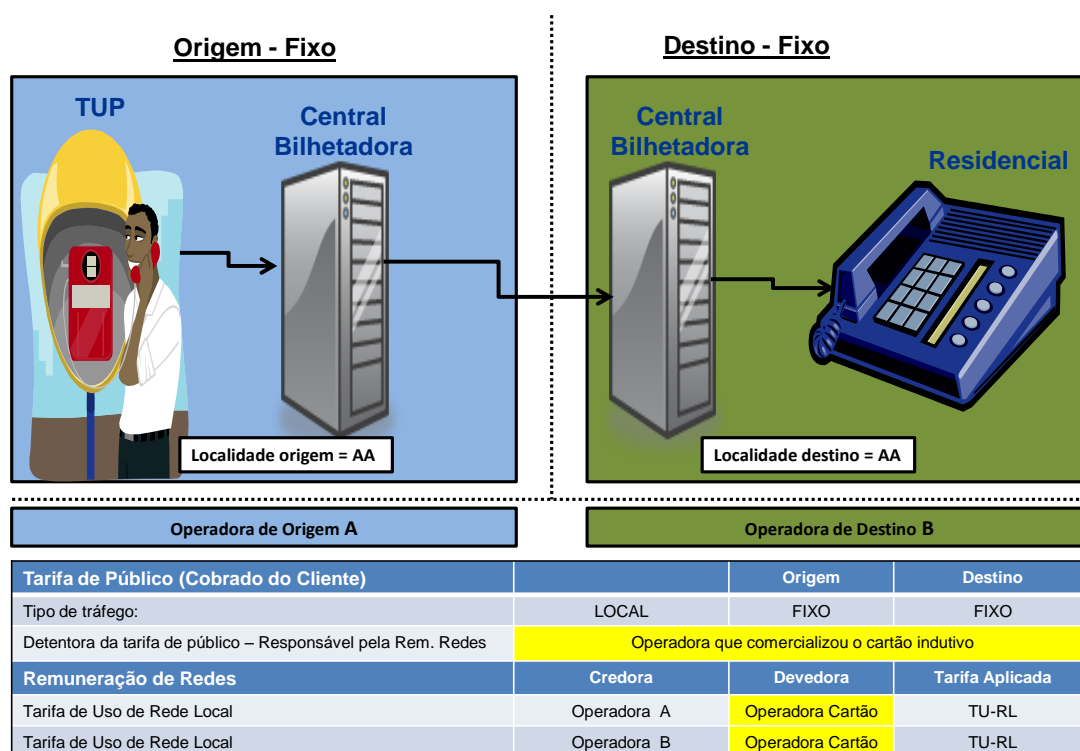 Origem - Fixo
Destino - Fixo
TUP
Central
Bilhetadora
Central
Bilhetadora
Residencial
Localidade origem = AA
Localidade destino = AA
Operadora de Origem A
Operadora de Destino B
Tarifa de Público (Cobrado do Cliente) Origem Destino
Tipo de tráfego: LOCAL FIXO FIXO
Detentora da tarifa de público – Responsável pela Rem. Redes Operadora que comercializou o cartão indutivo
Remuneração de Redes Credora Devedora Tarifa Aplicada
Tarifa de Uso de Rede Local Operadora A Operadora Cartão TU-RL
Tarifa de Uso de Rede Local Operadora B Operadora Cartão TU-RL